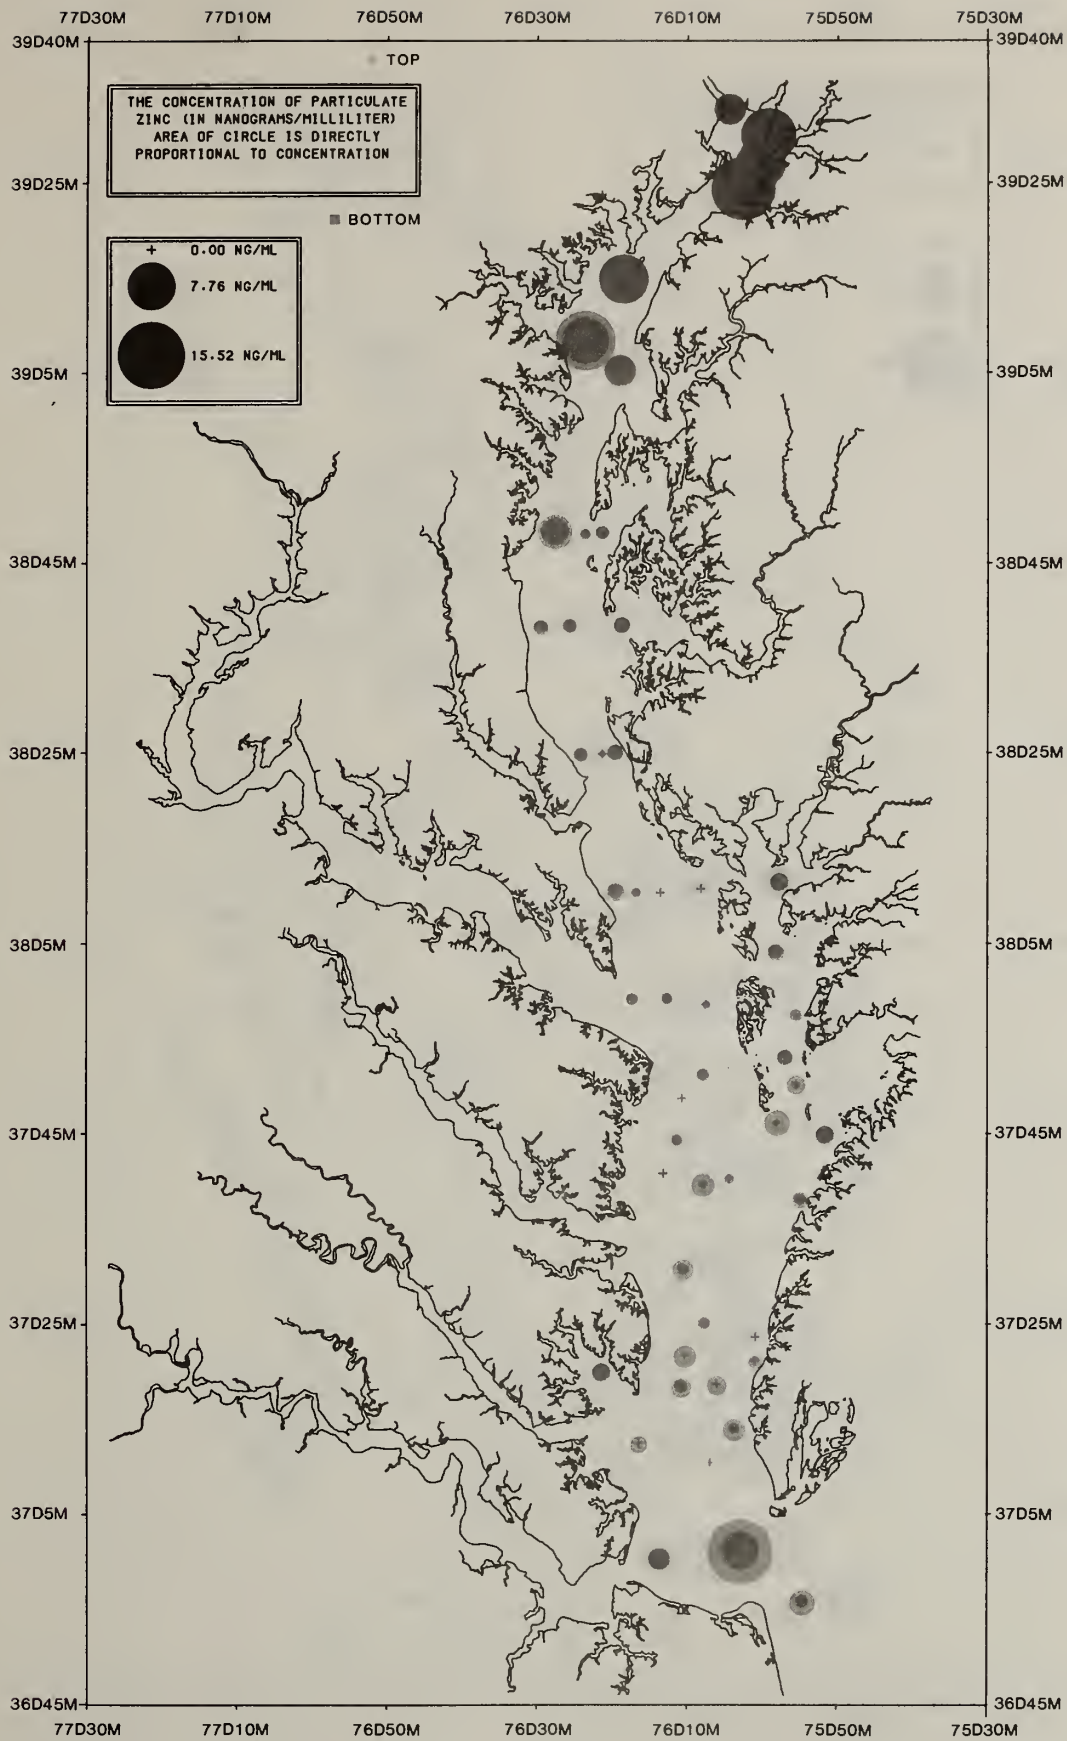 77D30M 77D10M 76D50M 76D30M 76D10M 75D50M 75D30M
39D40M 39D40M
TOP
THE CONCENTRATION OF PARTICULATE
ZINC (IN NANOGRAMS/MILLILITER)
AREA OF CIRCLE IS DIRECTLY
PROPORTIONAL TO CONCENTRATION
39D25M 39D25M
BOTTOM
+ 0.00 NG/ML
7.76 NG/ML
15.52 NG/ML
39D5M 39D5M
38D45M 38D45M
38D25M 38D25M
38D5M 38D5M
37D45M 37D45M
37D25M 37D25M
37D5M 37D5M
36D45M 36D45M
77D30M 77D10M 76D50M 76D30M 76D10M 75D50M 75D30M